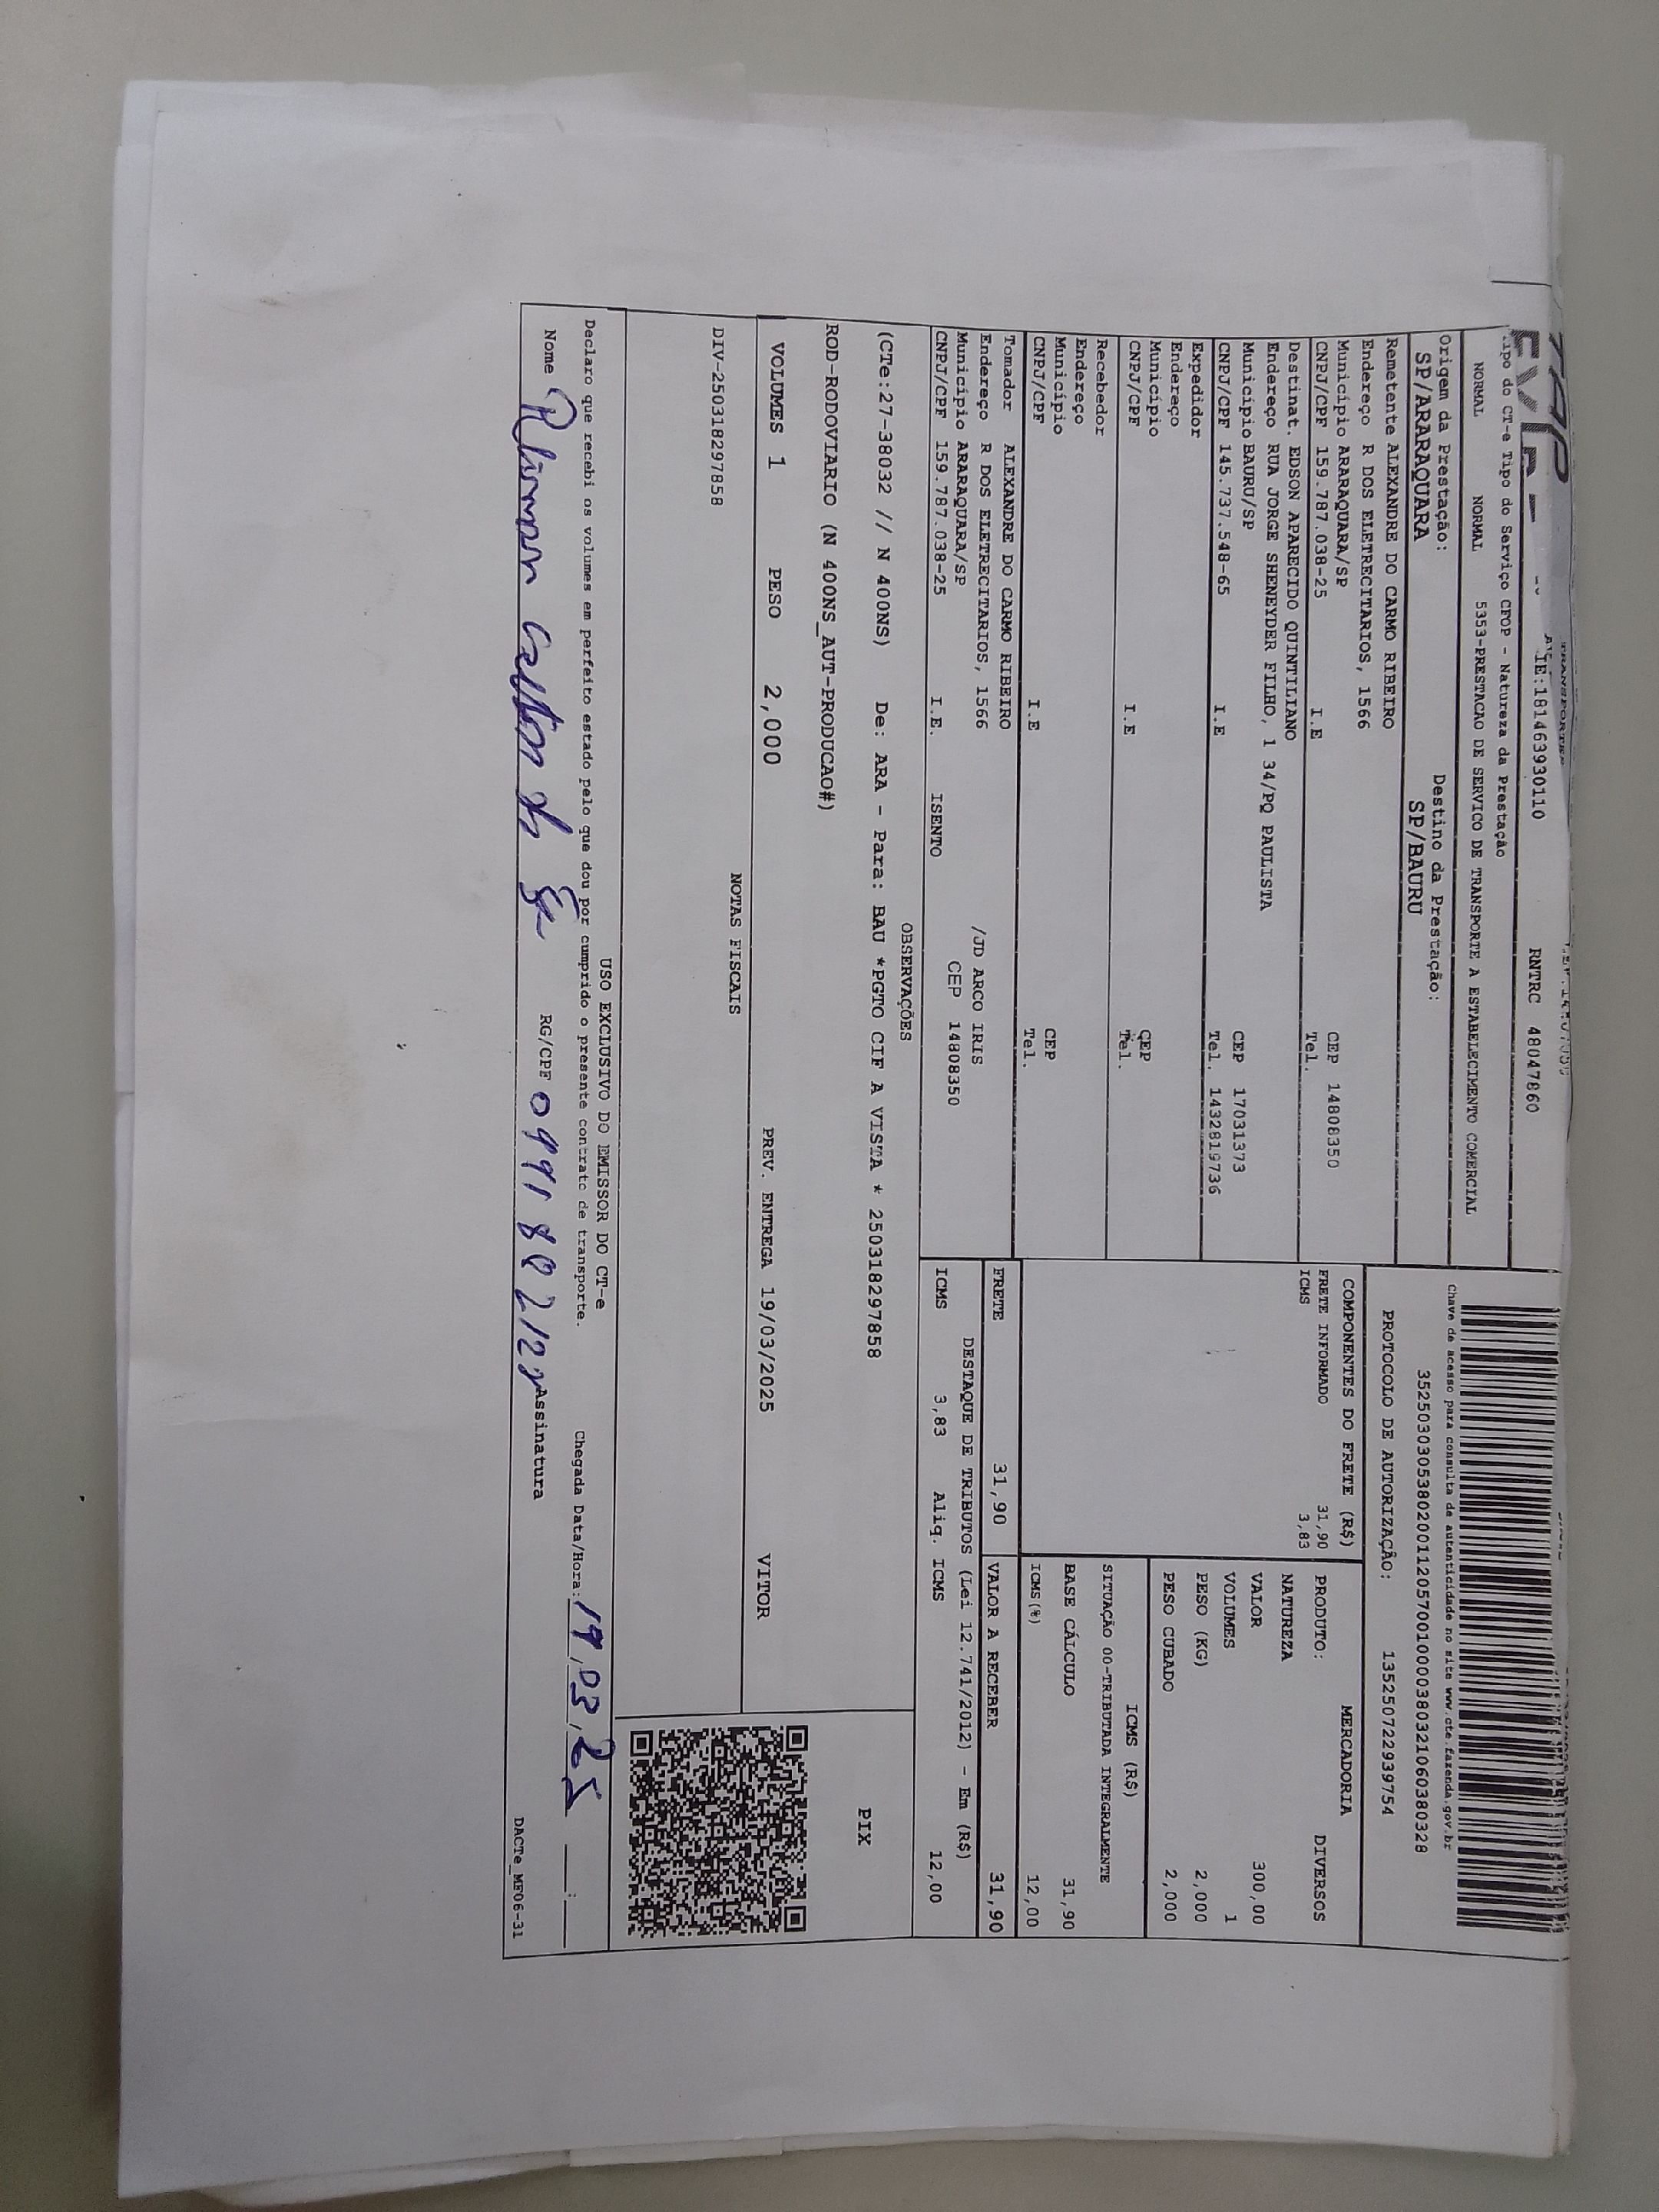 IE:181463930110 RNTRC 48047860
Tipo do CT-e Tipo do Serviço CFOP - Natureza da Prestação
NORMAL NORMAL 5353-PRESTACAO DE SERVICO DE TRANSPORTE A ESTABELECIMENTO COMERCIAL
Origem da Prestação: Destino da Prestação:
SP/ARARAQUARA SP/BAURU
Chave de acesso para consulta de autenticidade no site www.cte.fazenda.gov.br
35250303053802001120570010000380321060380328
PROTOCOLO DE AUTORIZAÇÃO: 135250722939754
Remetente ALEXANDRE DO CARMO RIBEIRO
Endereço R DOS ELETRECITARIOS, 1566
Município ARARAQUARA/SP CEP 14808350
CNPJ/CPF 159.787.038-25 I.E Tel.
Destinat. EDSON APARECIDO QUINTILIANO
Endereço RUA JORGE SHENEYDER FILHO, 1 34/PQ PAULISTA
Município BAURU/SP CEP 17031373
CNPJ/CPF 145.737.548-65 I.E Tel. 1432819736
Expedidor
Endereço
Município CEP
CNPJ/CPF I.E Tel.
Recebedor
Endereço
Município CEP
CNPJ/CPF I.E Tel.
Tomador ALEXANDRE DO CARMO RIBEIRO
Endereço R DOS ELETRECITARIOS, 1566 /JD ARCO IRIS
Município ARARAQUARA/SP CEP 14808350
CNPJ/CPF 159.787.038-25 I.E. ISENTO
COMPONENTES DO FRETE (R$)
FRETE INFORMADO 31,90
ICMS 3,83
MERCADORIA
PRODUTO: DIVERSOS
NATUREZA
VALOR 300,00
VOLUMES 1
PESO (KG) 2,000
PESO CUBADO 2,000
ICMS (R$)
SITUAÇÃO 00-TRIBUTADA INTEGRALMENTE
BASE CÁLCULO 31,90
ICMS(%) 12,00
FRETE 31,90 VALOR A RECEBER 31,90
DESTAQUE DE TRIBUTOS (Lei 12.741/2012) - Em (R$)
ICMS 3,83 Aliq. ICMS 12,00
OBSERVAÇÕES
(CTe:27-38032 // N 400NS) De: ARA - Para: BAU *PGTO CIF A VISTA * 250318297858
ROD-RODOVIARIO (N 400NS_AUT-PRODUCAO#)
PIX
VOLUMES 1 PESO 2,000 PREV. ENTREGA 19/03/2025 VITOR
NOTAS FISCAIS
DIV-250318297858
USO EXCLUSIVO DO EMISSOR DO CT-e
Declaro que recebi os volumes em perfeito estado pelo que dou por cumprido o presente contrato de transporte. Chegada Data/Hora: 19,03,25 __:__
Nome RG/CPF Assinatura
DACTe_MF06-31